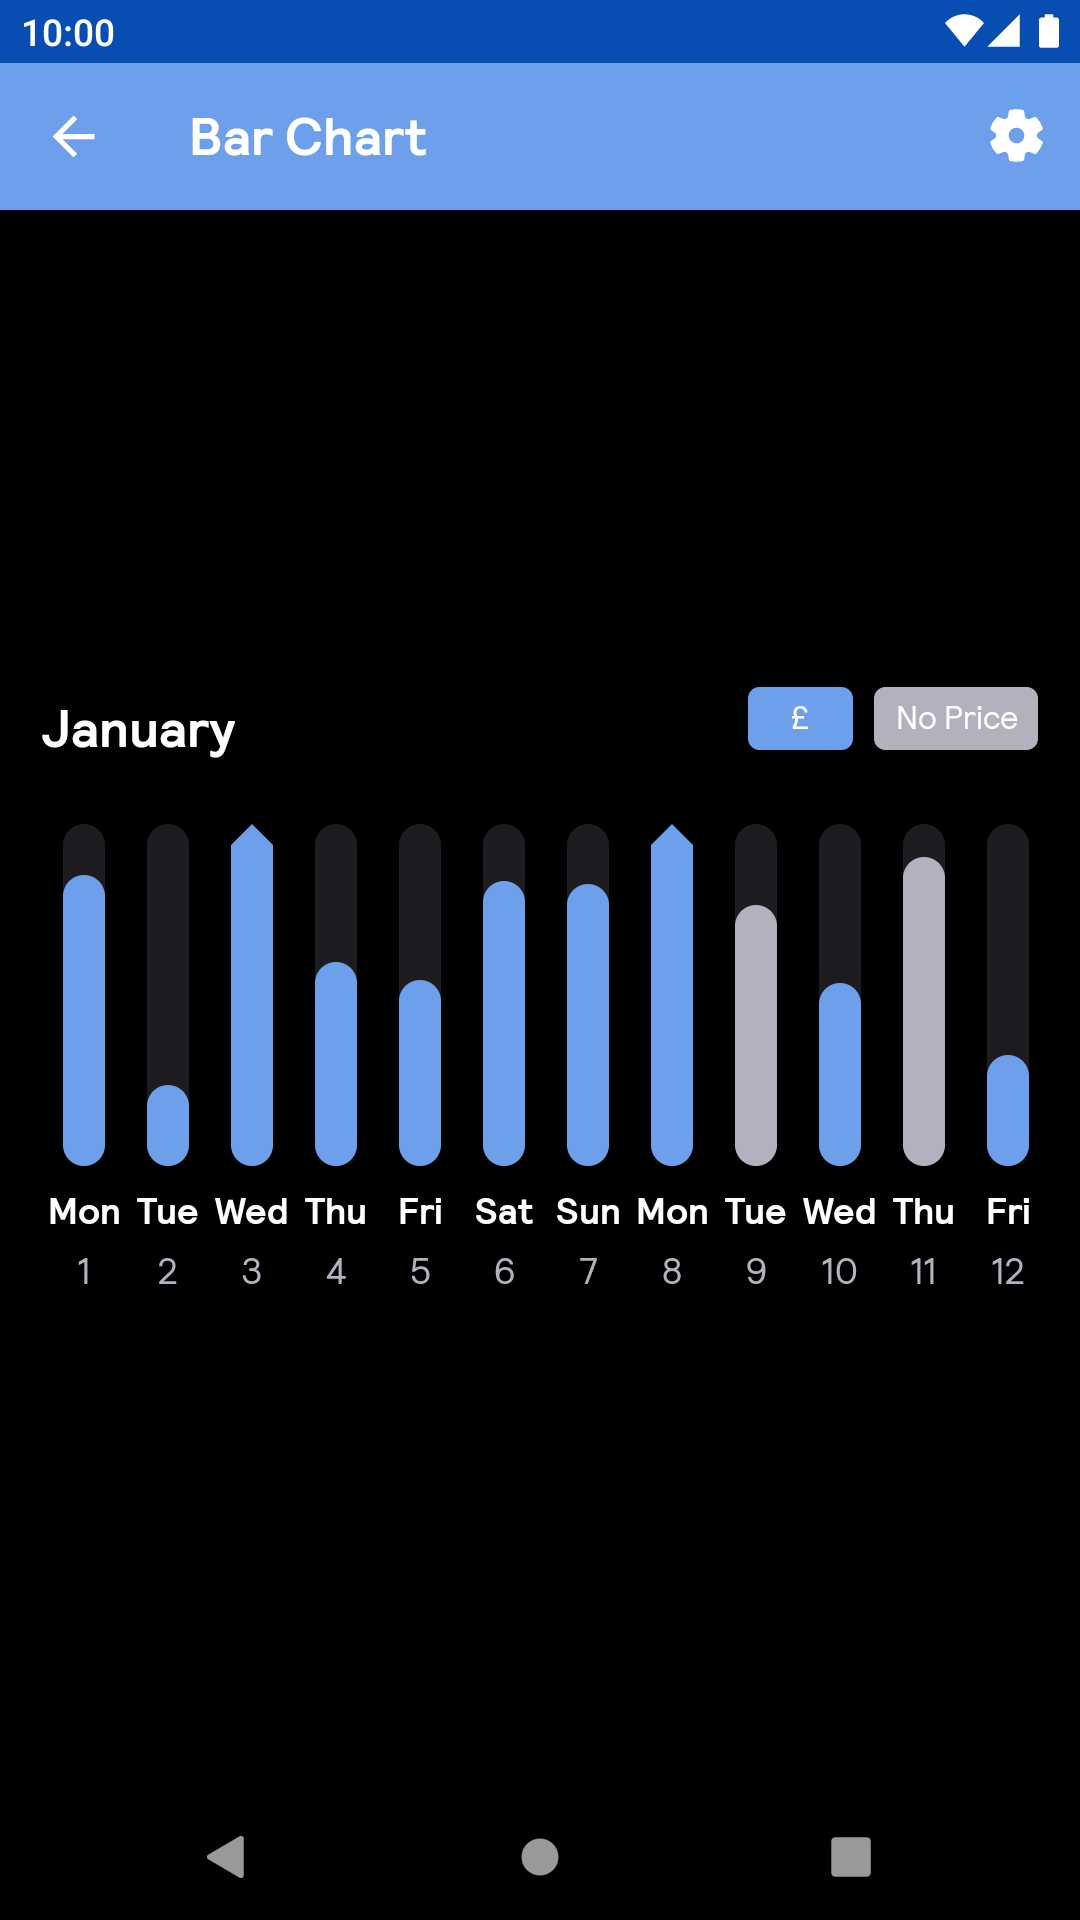 10:00
Bar Chart
January
£ No Price
Mon Tue Wed Thu Fri Sat Sun Mon Tue Wed Thu Fri
1 2 3 4 5 6 7 8 9 10 11 12